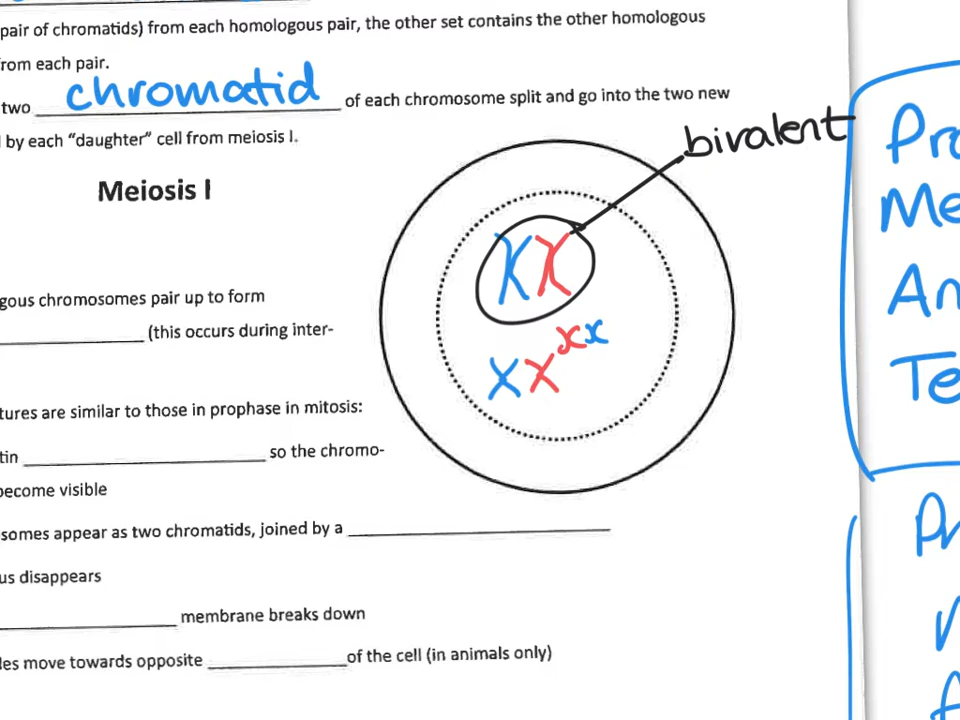 pair of chromatids) from each homologous pair, the other set contains the other homologous
from each pair.
two chromatid of each chromosome split and go into the two new
by each "daughter" cell from meiosis I.
bivalent
Meiosis I
gous chromosomes pair up to form
(this occurs during inter-
tures are similar to those in prophase in mitosis:
tin so the chromo-
become visible
somes appear as two chromatids, joined by a
us disappears
membrane breaks down
les move towards opposite of the cell (in animals only)
Pro
Me
An
Te